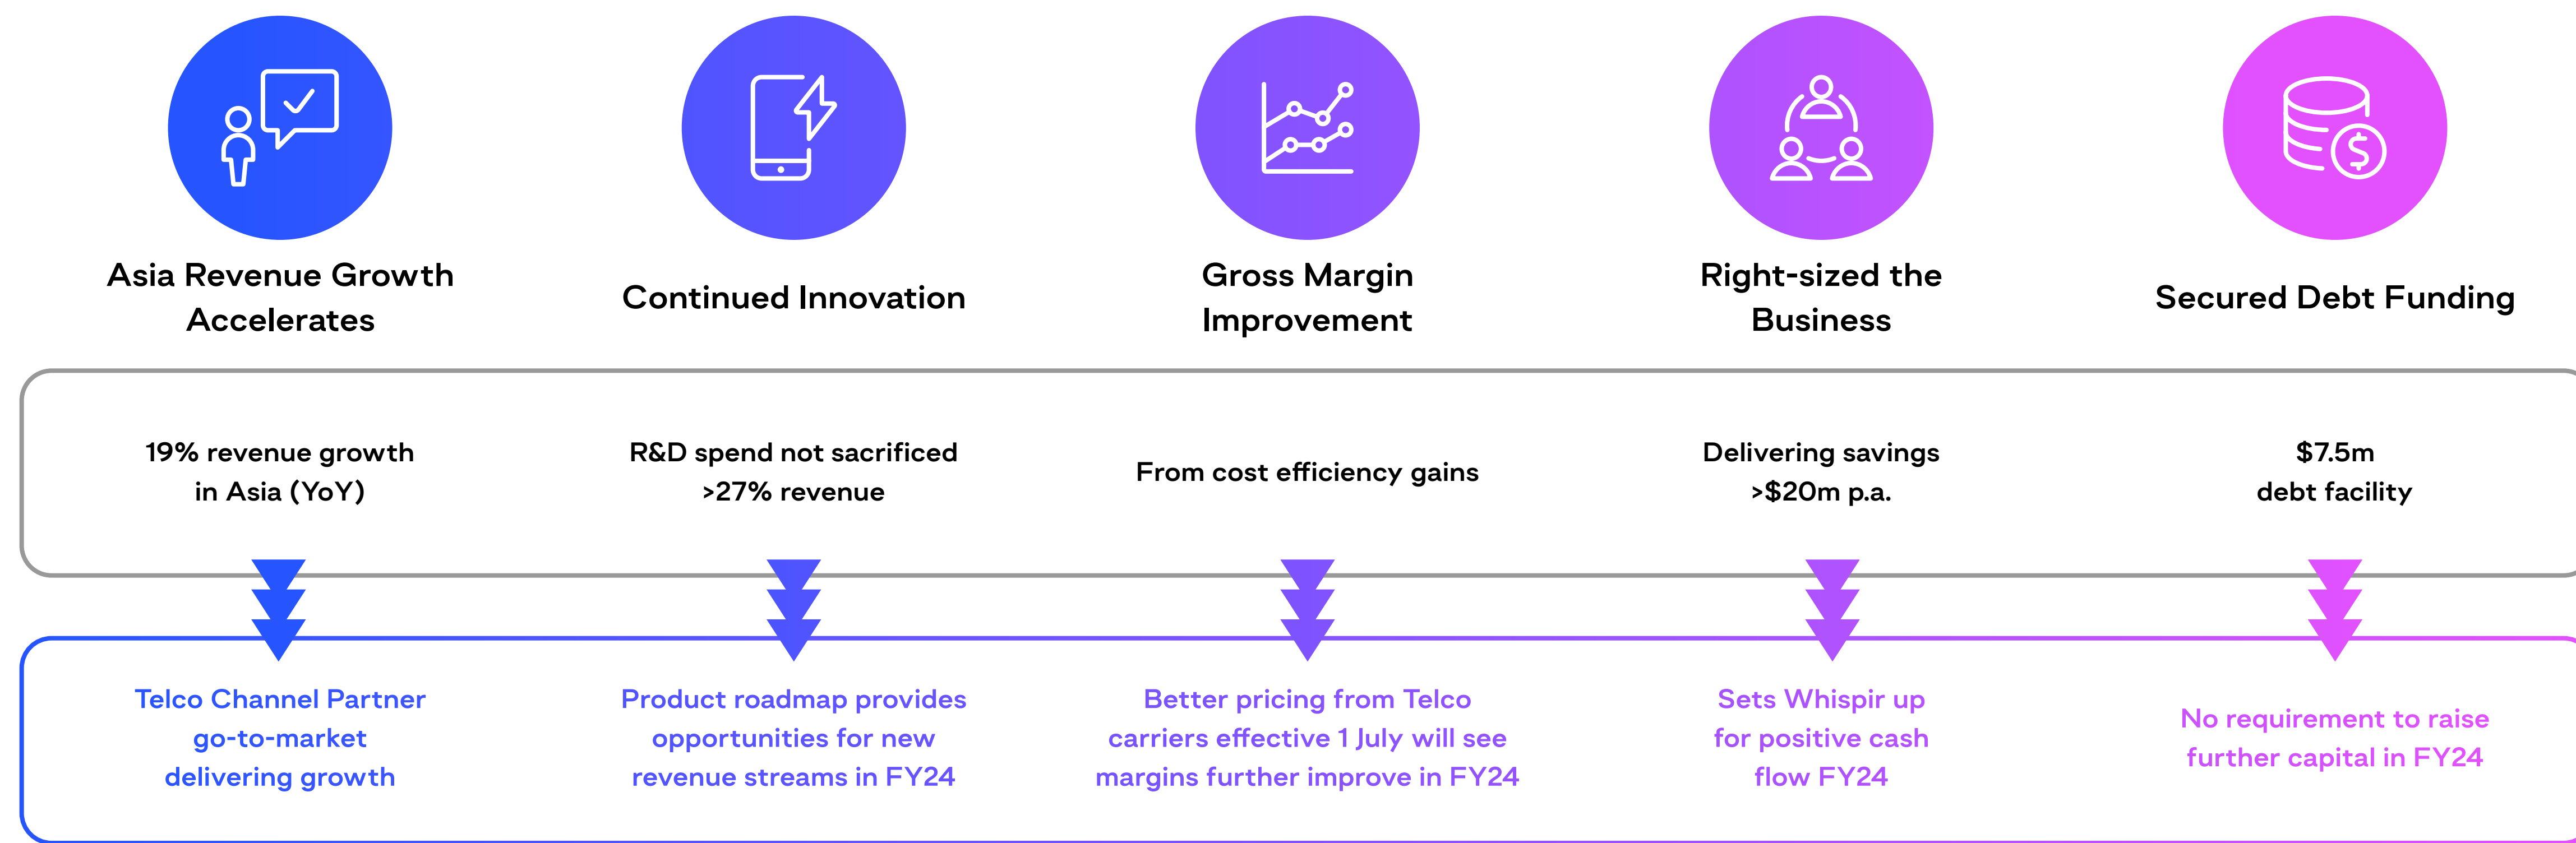 Asia Revenue Growth
Accelerates
Continued Innovation
Gross Margin
Improvement
Right-sized the
Business
Secured Debt Funding
19% revenue growth
in Asia (YoY)
R&D spend not sacrificed
>27% revenue
From cost efficiency gains
Delivering savings
>$20m p.a.
$7.5m
debt facility
Telco Channel Partner
go-to-market
delivering growth
Product roadmap provides
opportunities for new
revenue streams in FY24
Better pricing from Telco
carriers effective 1 July will see
margins further improve in FY24
Sets Whispir up
for positive cash
flow FY24
No requirement to raise
further capital in FY24